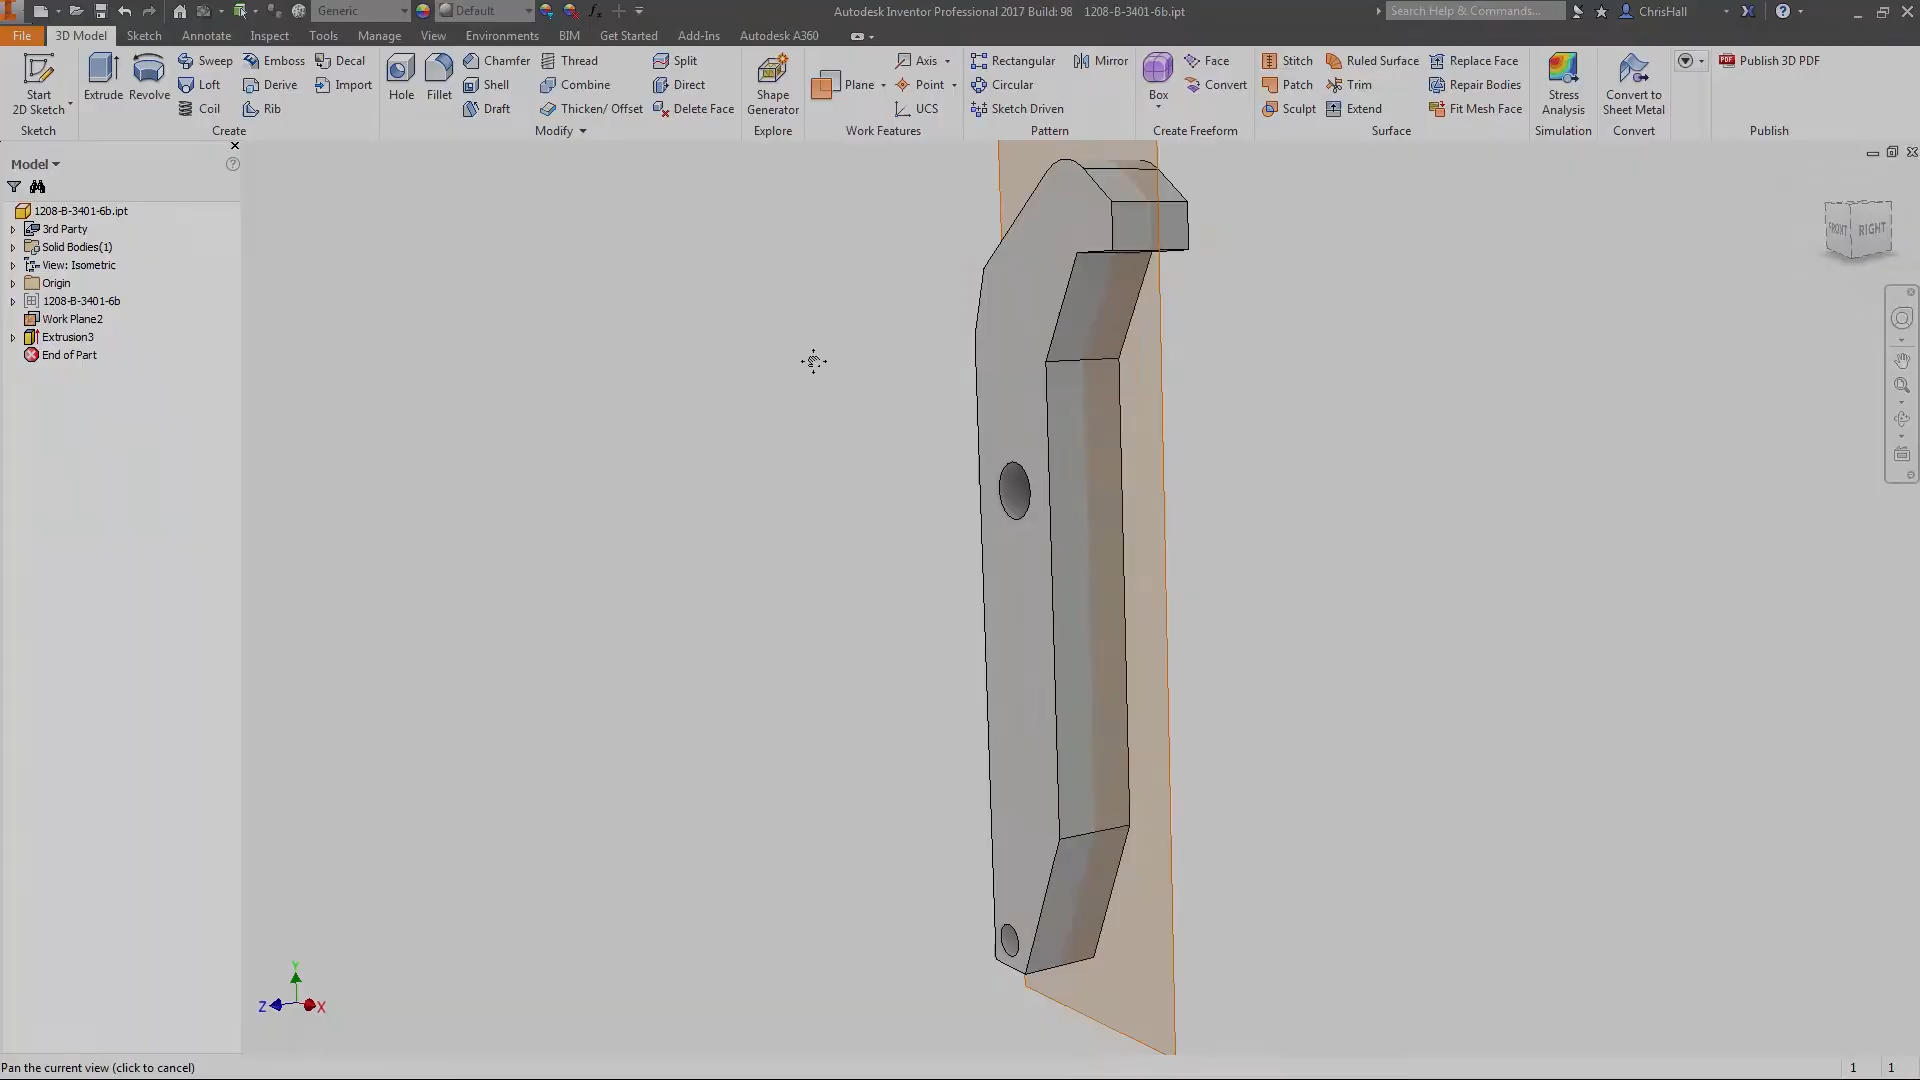 Generic Default Autodesk Inventor Professional 2017 Build: 98 1208-B-3401-6b.ipt Search Help & Commands... ChrisHall
File 3D Model Sketch Annotate Inspect Tools Manage View Environments BIM Get Started Add-Ins Autodesk A360
Sweep Emboss Decal Chamfer Thread Split Axis Rectangular Mirror Face Stitch Ruled Surface Replace Face Publish 3D PDF
Start Extrude Revolve Loft Derive Import Hole Fillet Shell Combine Direct Shape Plane Point Circular Box Convert Patch Trim Repair Bodies Stress Convert to
2D Sketch Coil Rib Draft Thicken/ Offset Delete Face Generator UCS Sketch Driven Sculpt Extend Fit Mesh Face Analysis Sheet Metal
Sketch Create Modify Explore Work Features Pattern Create Freeform Surface Simulation Convert Publish
Model
1208-B-3401-6b.ipt
3rd Party
Solid Bodies(1)
View: Isometric
Origin
1208-B-3401-6b
Work Plane2
Extrusion3
End of Part
FRONT RIGHT
Y
Z X
Pan the current view (click to cancel) 1 1